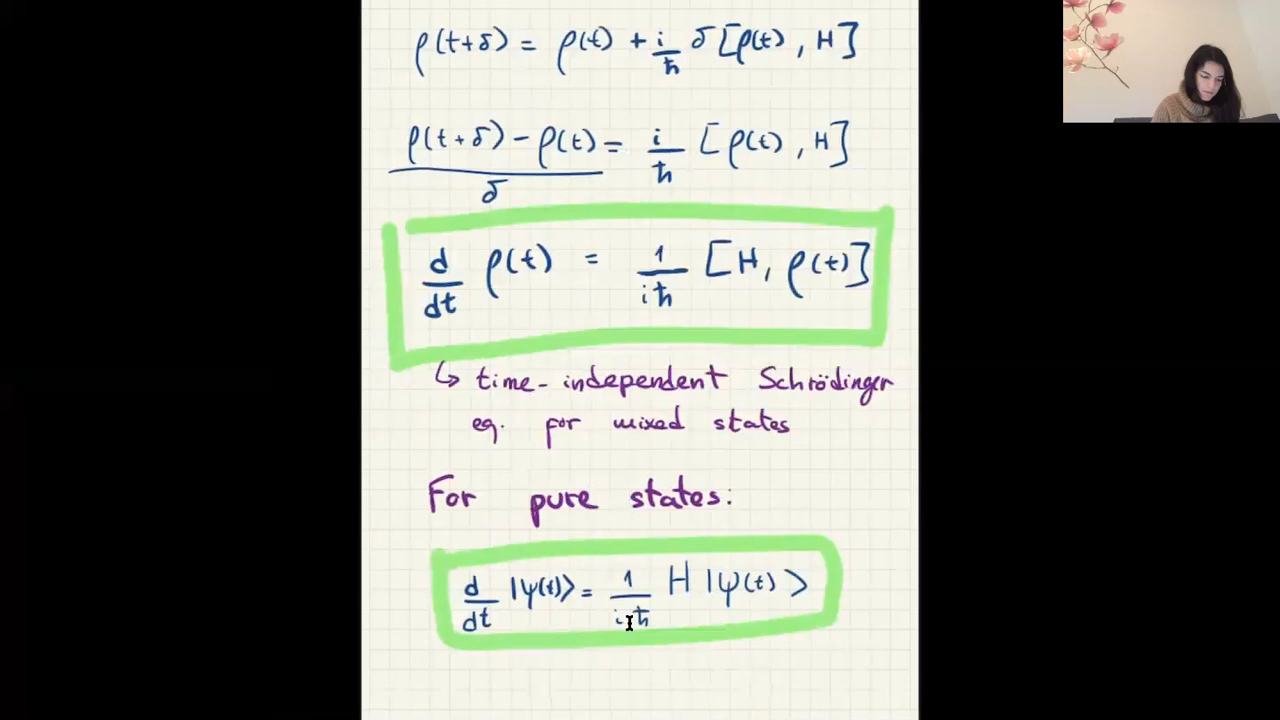 ρ(t+δ) = ρ(t) + i/ħ δ [ρ(t), H]
(ρ(t+δ) - ρ(t))/δ = i/ħ [ρ(t), H]
d/dt ρ(t) = 1/iħ [H, ρ(t)]
↳ time-independent Schrödinger
eq. for mixed states
For pure states:
d/dt |ψ(t)> = 1/iħ H |ψ(t)>